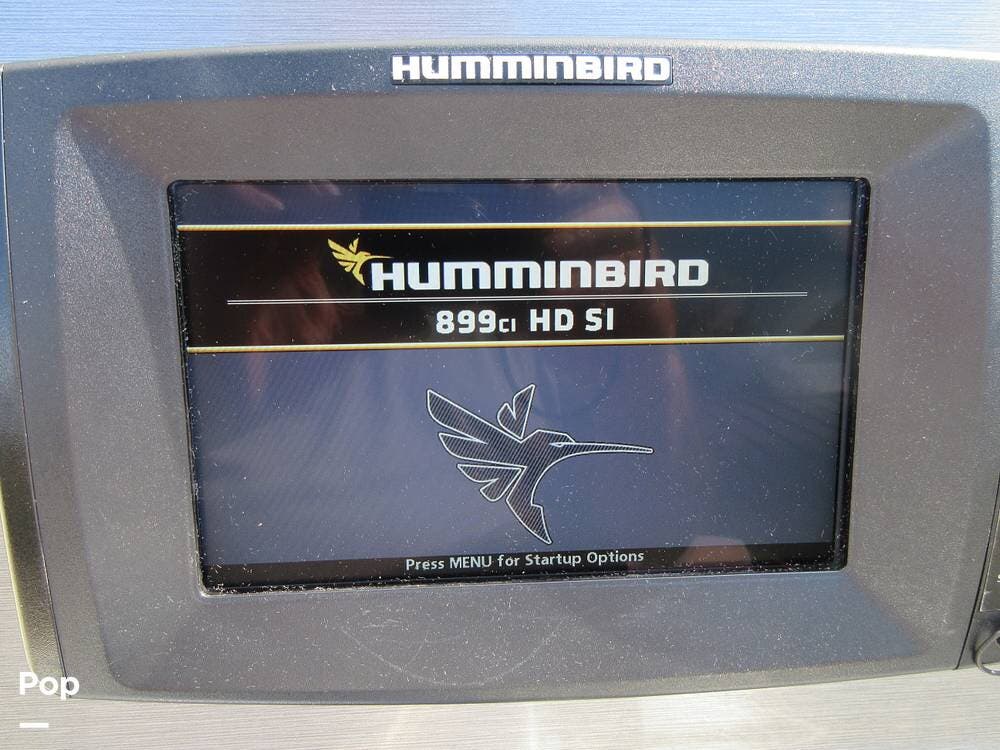 HUMMINBIRD
HUMMINBIRD
899CI HD SI
Press MENU for Startup Options
Pop